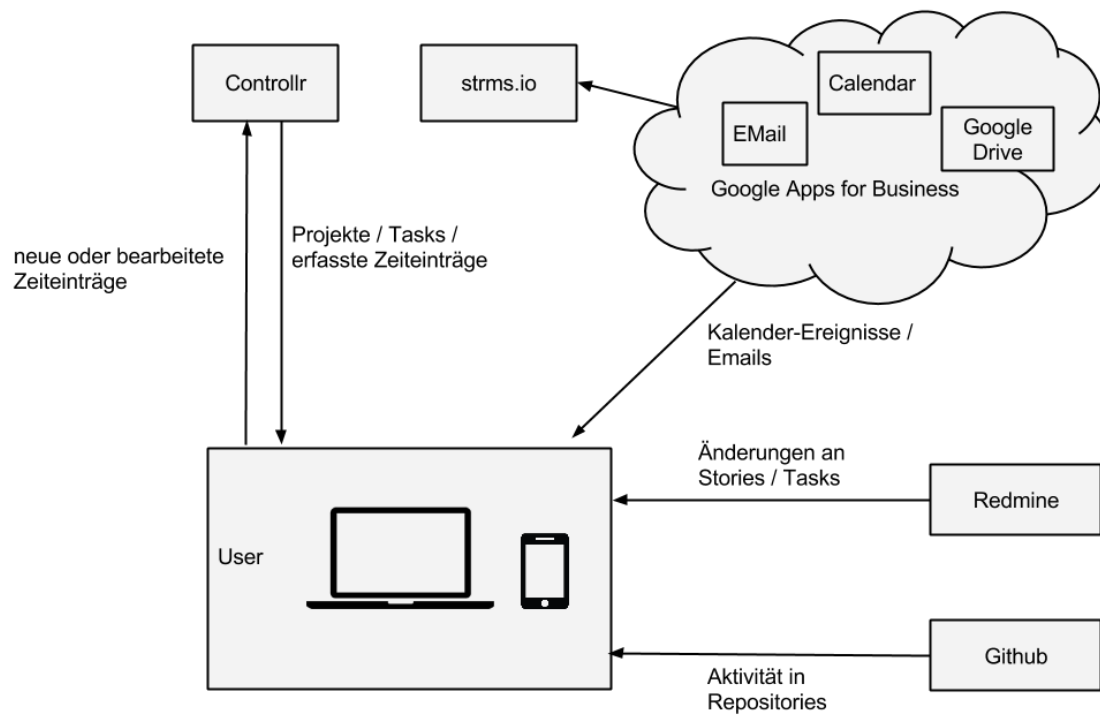 Controllr
strms.io
Calendar
EMail
Google
Drive
Google Apps for Business
neue oder bearbeitete
Zeiteinträge
Projekte / Tasks /
erfasste Zeiteinträge
Kalender-Ereignisse /
Emails
Änderungen an
Stories / Tasks
Redmine
User
Github
Aktivität in
Repositories